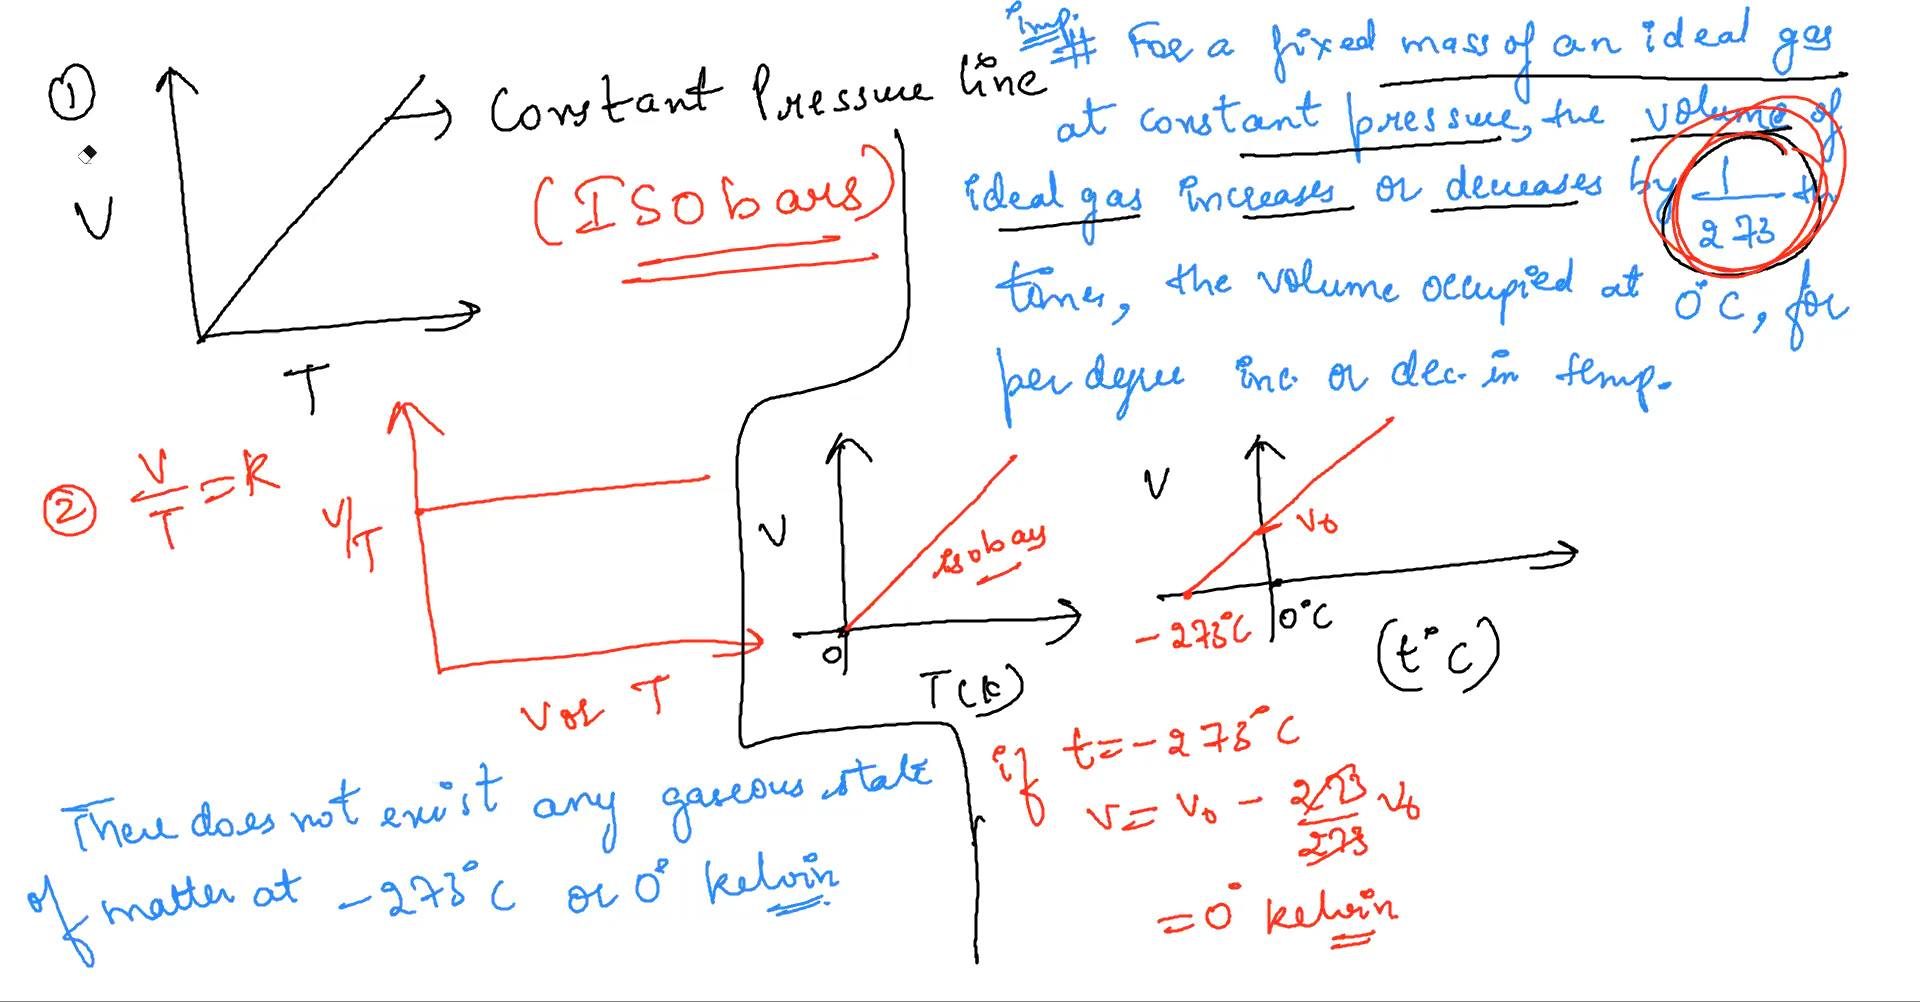 ① V
T
Constant Pressure line
(ISobars)
② V/T = K
V/T
V or T
There does not exist any gaseous state
of matter at -273°C or 0° kelvin
imp.
# For a fixed mass of an ideal gas
at constant pressure, the volume of
ideal gas increases or decreases by 1/273 th
times, the volume occupied at 0°C, for
per degree inc. or dec. in temp.
V
isobars
0
T(K)
V
V₀
-273°C 0°C
(t°C)
if t = -273°C
V = V₀ - 273/273 V₀
= 0° kelvin